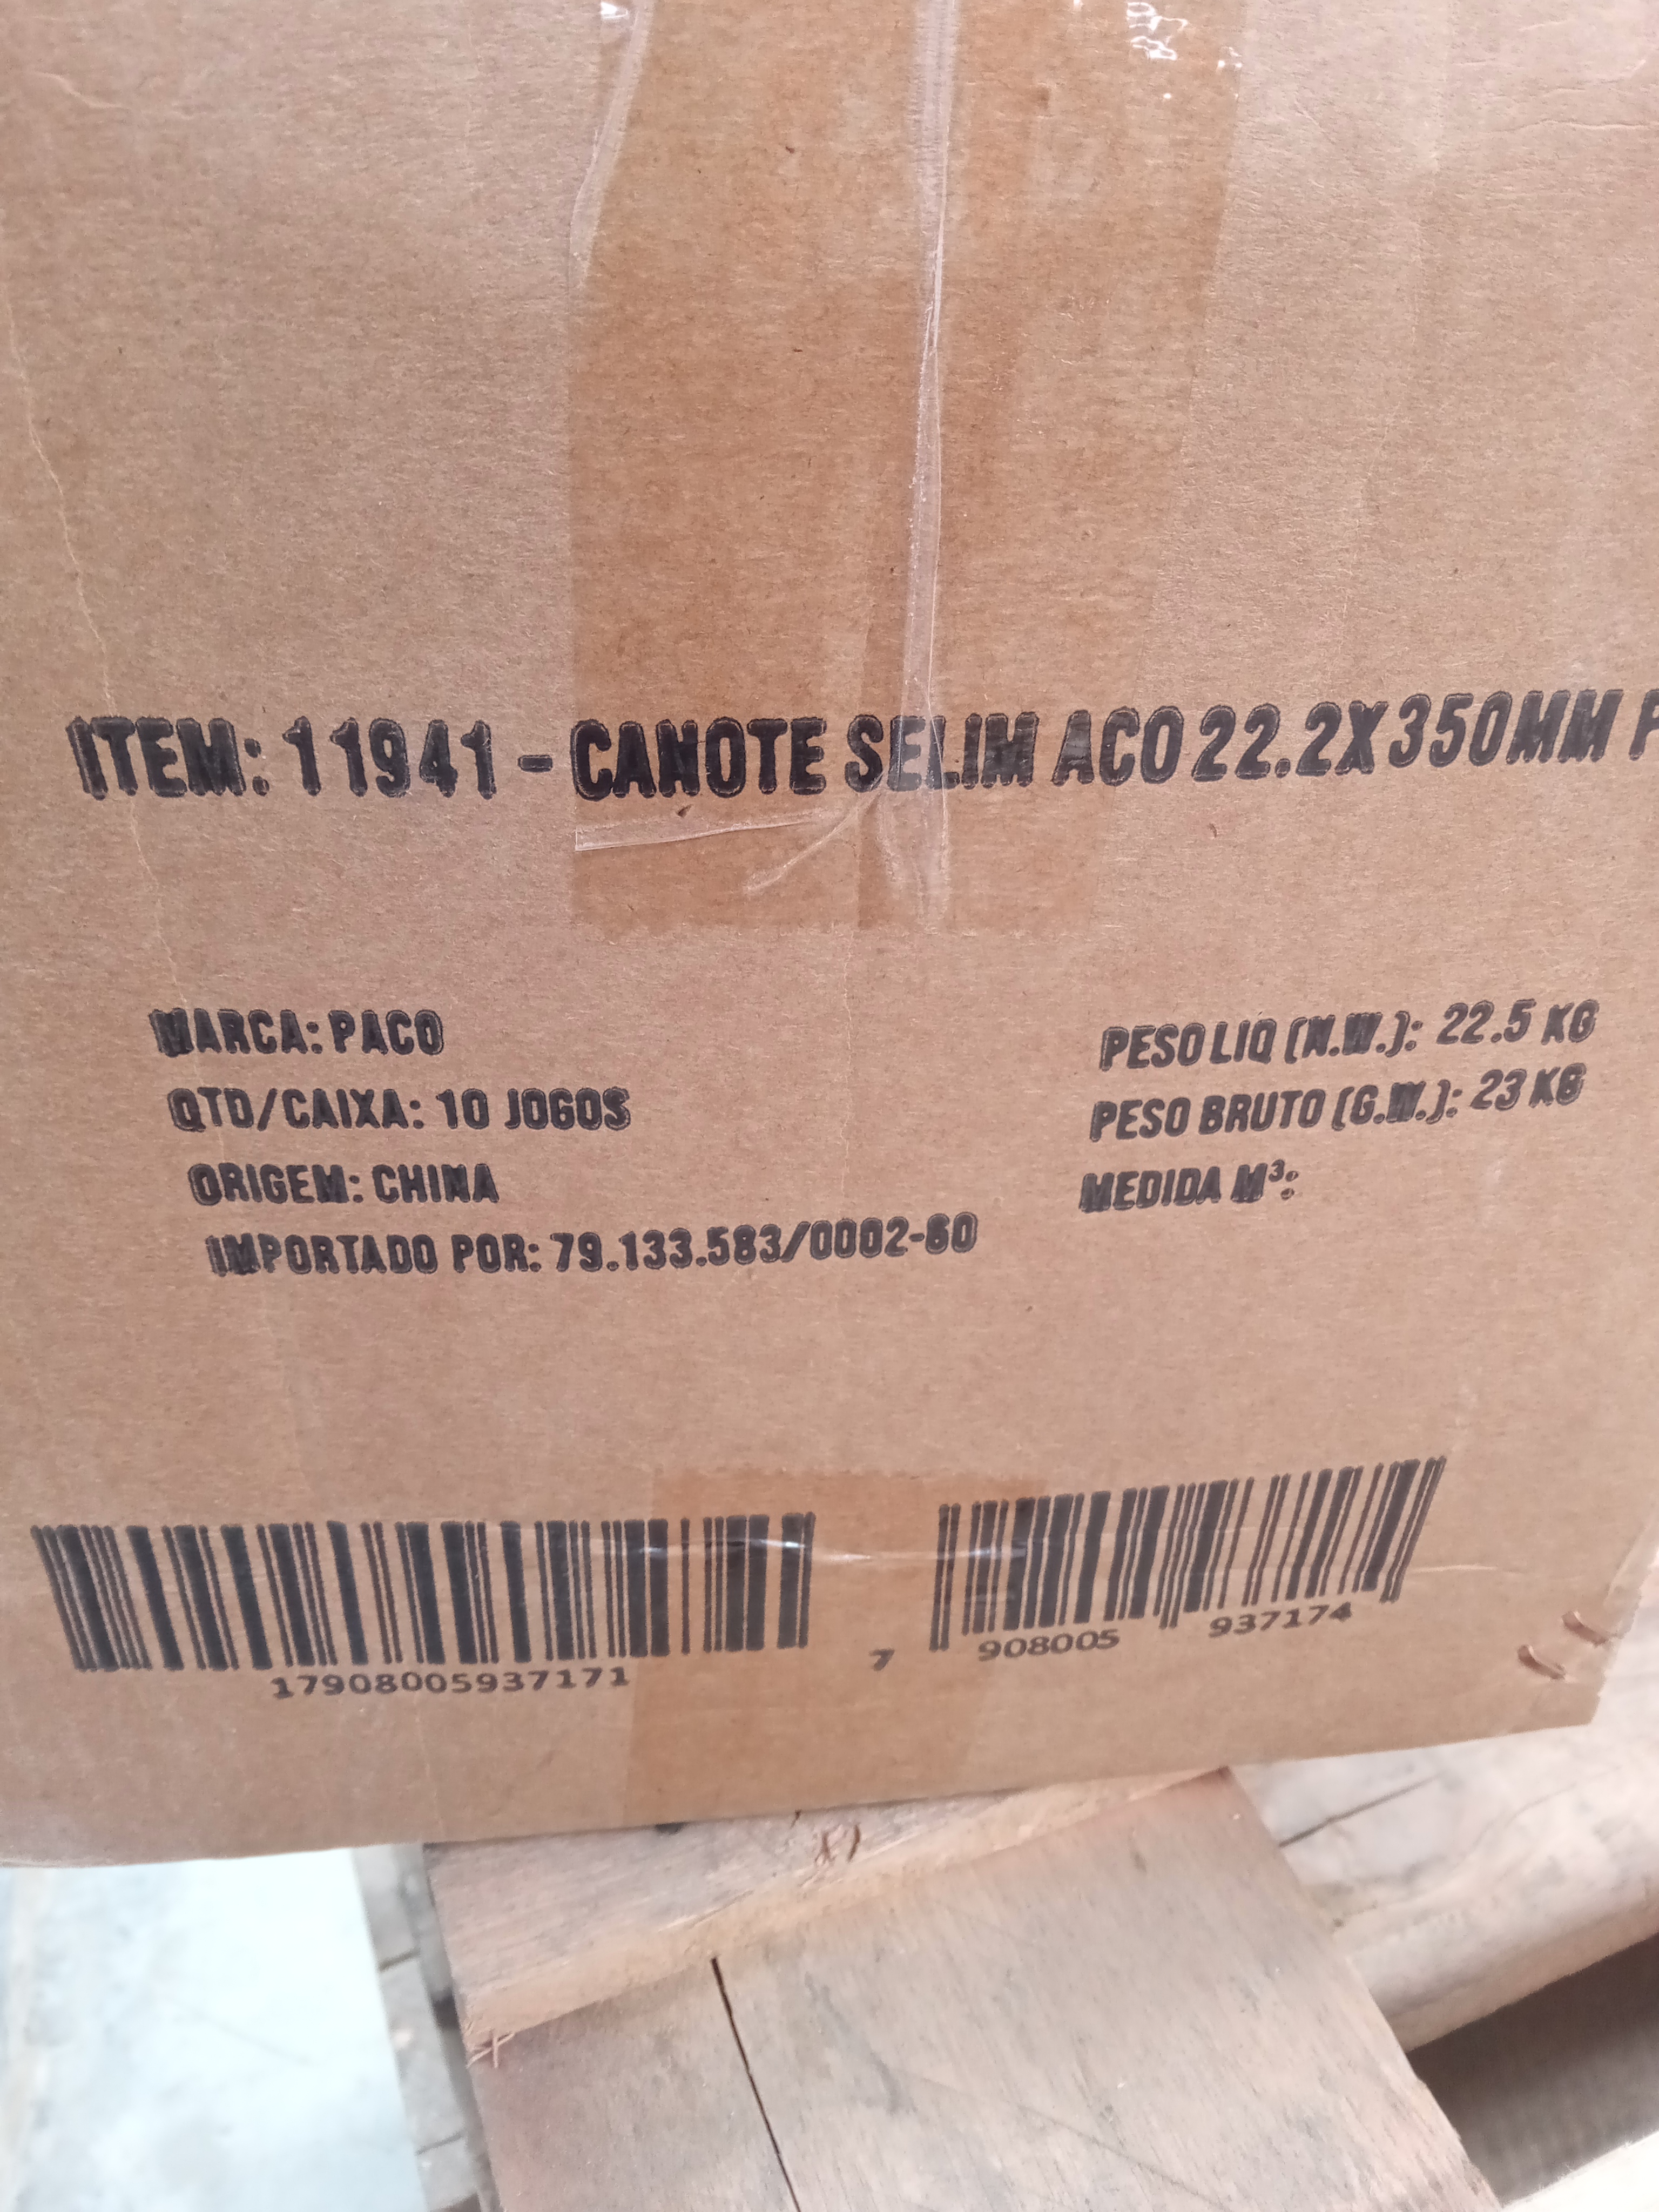 ITEM: 11941 - CANOTE SELIM ACO 22.2X350MM P
MARCA: PACO
QTD/CAIXA: 10 JOGOS
ORIGEM: CHINA
IMPORTADO POR: 79.133.583/0002-60
PESO LIQ (N.W.): 22.5 KG
PESO BRUTO (G.W.): 23 KG
MEDIDA M³:
17908005937171
7 908005 937174